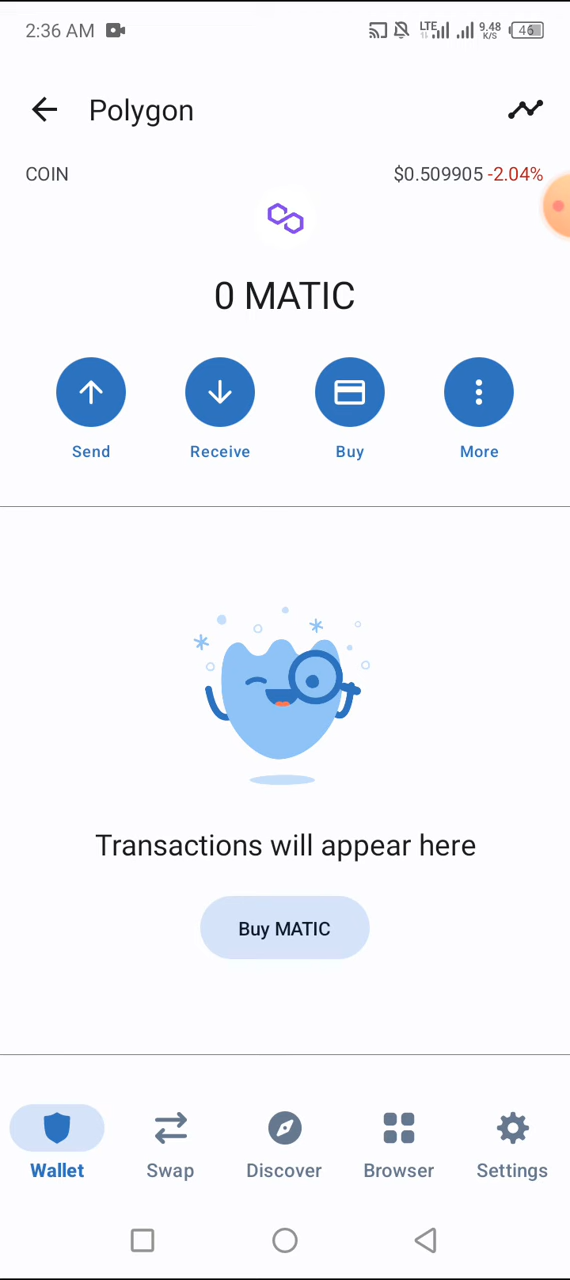 2:36 AM LTE 9.48 K/S 46
Polygon
COIN $0.509905 -2.04%
0 MATIC
Send Receive Buy More
Transactions will appear here
Buy MATIC
Wallet Swap Discover Browser Settings